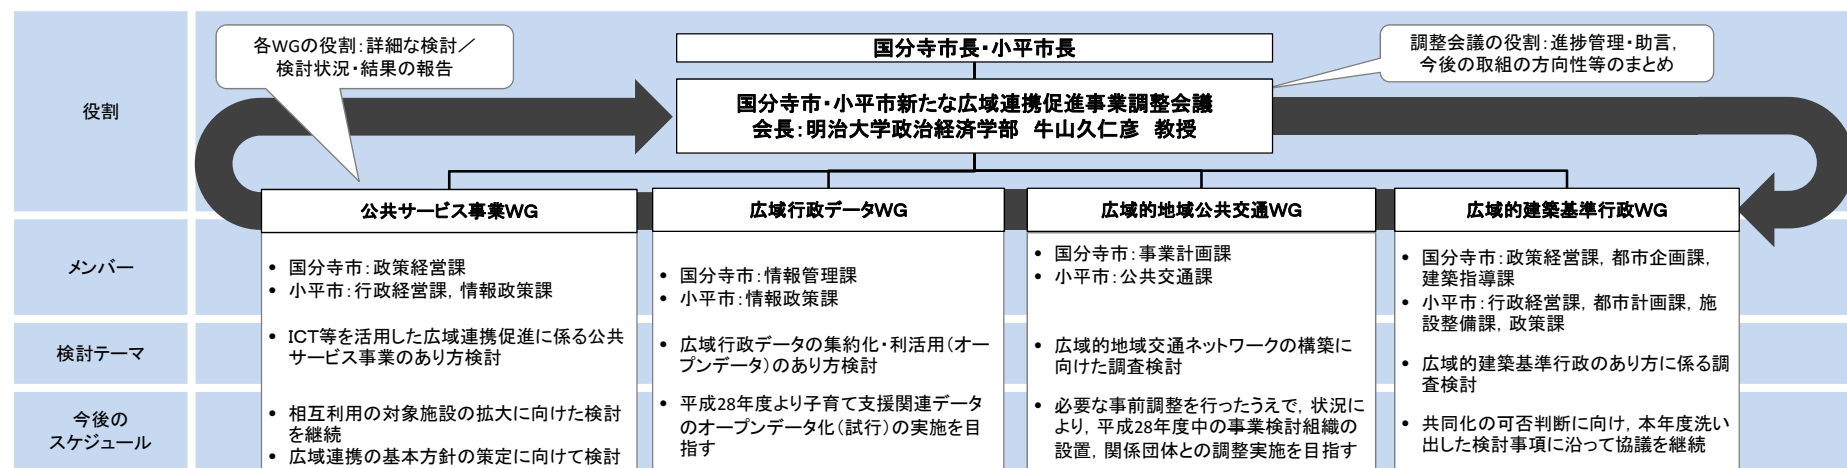 各WGの役割：詳細な検討／
検討状況・結果の報告
国分寺市長・小平市長
調整会議の役割：進捗管理・助言，
今後の取組の方向性等のまとめ
役割
国分寺市・小平市新たな広域連携促進事業調整会議
会長：明治大学政治経済学部　牛山久仁彦　教授
公共サービス事業WG
広域行政データWG
広域的地域公共交通WG
広域的建築基準行政WG
メンバー
• 国分寺市：政策経営課
• 小平市：行政経営課，情報政策課
• 国分寺市：情報管理課
• 小平市：情報政策課
• 国分寺市：事業計画課
• 小平市：公共交通課
• 国分寺市：政策経営課，都市企画課，
建築指導課
• 小平市：行政経営課，都市計画課，施
設整備課，政策課
検討テーマ
• ICT等を活用した広域連携促進に係る公共
サービス事業のあり方検討
• 広域行政データの集約化・利活用（オー
プンデータ）のあり方検討
• 広域的地域交通ネットワークの構築に
向けた調査検討
• 広域的建築基準行政のあり方に係る調
査検討
今後の
スケジュール
• 相互利用の対象施設の拡大に向けた検討
を継続
• 広域連携の基本方針の策定に向けて検討
• 平成28年度より子育て支援関連データ
のオープンデータ化（試行）の実施を目
指す
• 必要な事前調整を行ったうえで，状況に
より，平成28年度中の事業検討組織の
設置，関係団体との調整実施を目指す
• 共同化の可否判断に向け，本年度洗い
出した検討事項に沿って協議を継続